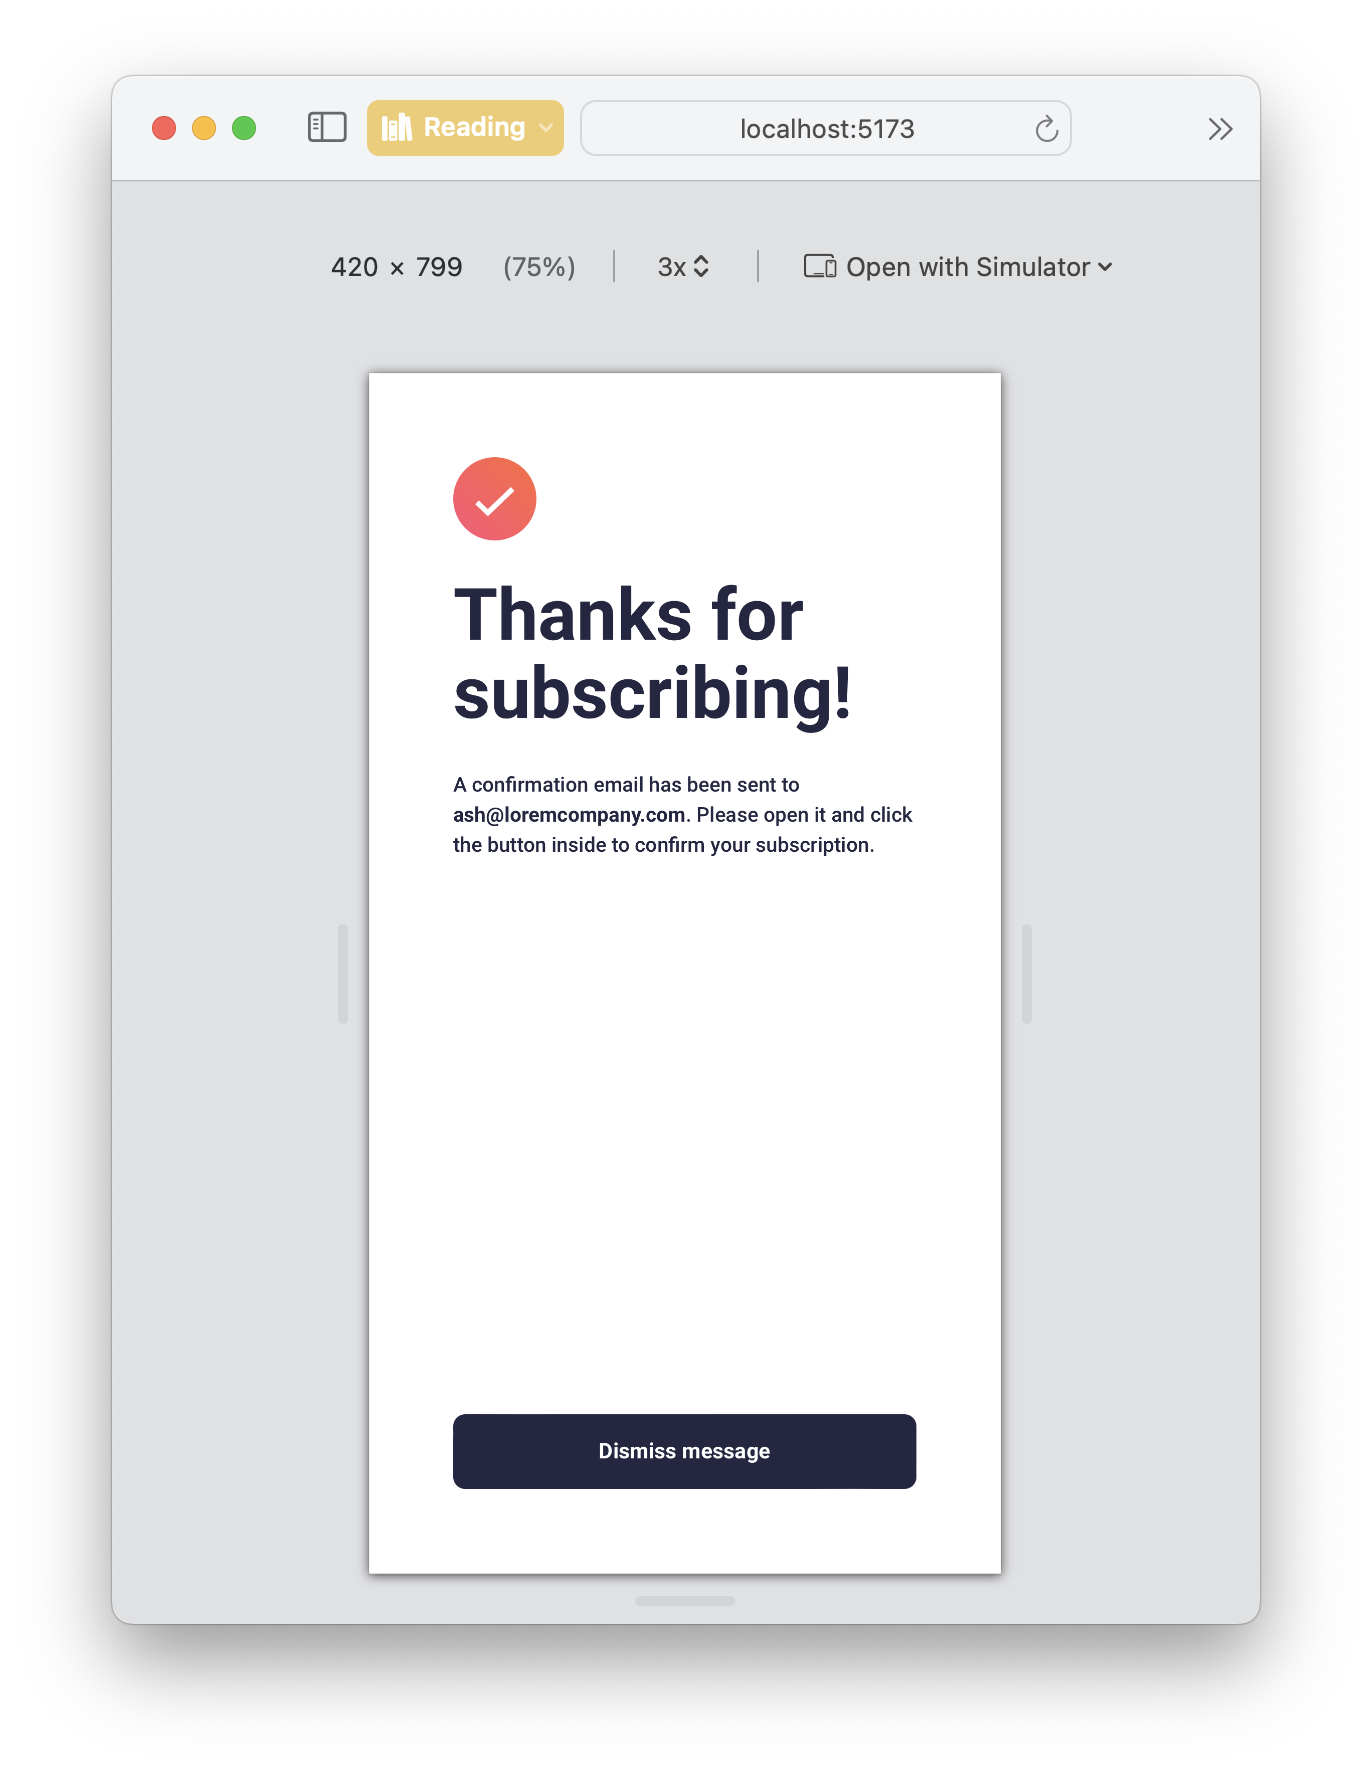 Reading
localhost:5173
420 × 799 (75%) 3x Open with Simulator
Thanks for
subscribing!
A confirmation email has been sent to
ash@loremcompany.com. Please open it and click
the button inside to confirm your subscription.
Dismiss message